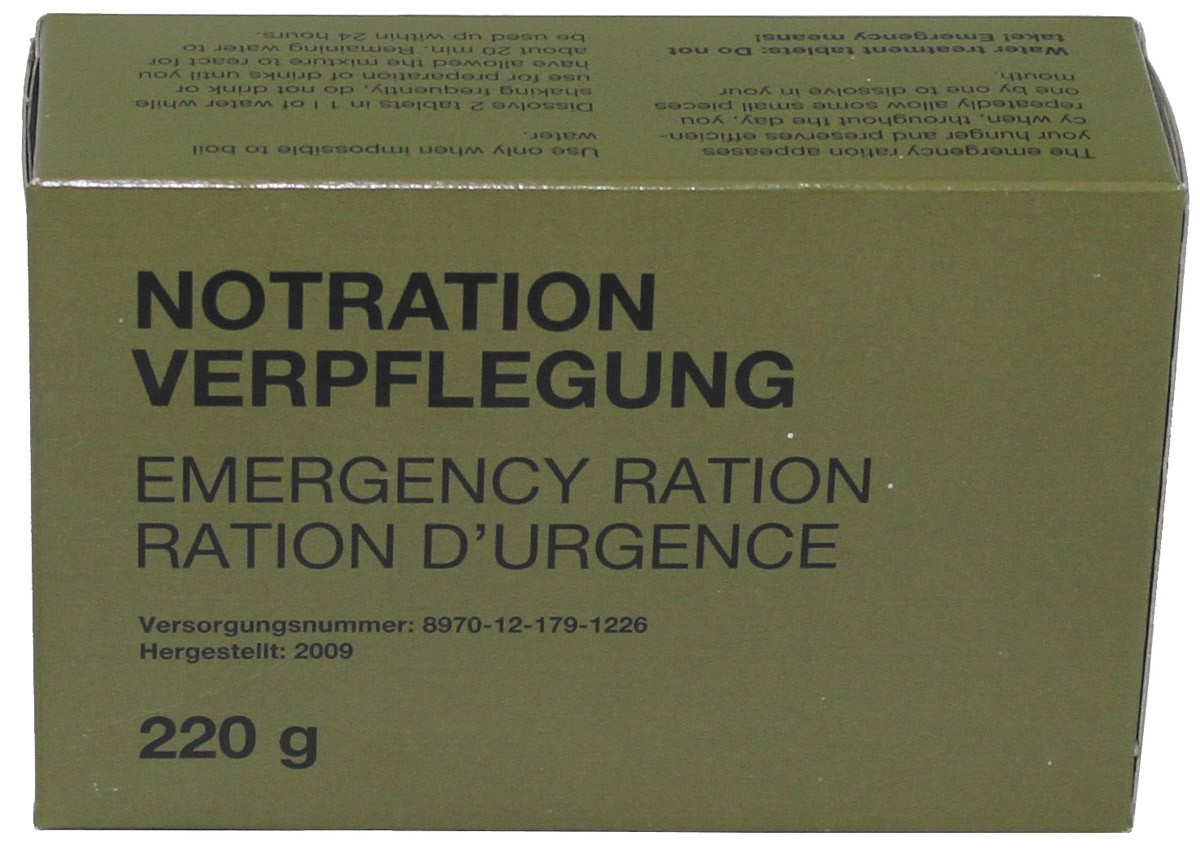 The emergency ration appeases
your hunger and preserves efficien-
cy when, throughout the day, you
repeatedly allow some small pieces
one by one to dissolve in your
mouth.
Water treatment tablets: Do not
take! Emergency means!
Use only when impossible to boil
water.
Dissolve 2 tablets in 1 l of water while
shaking frequently, do not drink or
use for preparation of drinks until you
have allowed the mixture to react for
about 20 min. Remaining water to
be used up within 24 hours.
NOTRATION
VERPFLEGUNG
EMERGENCY RATION
RATION D'URGENCE
Versorgungsnummer: 8970-12-179-1226
Hergestellt: 2009
220 g